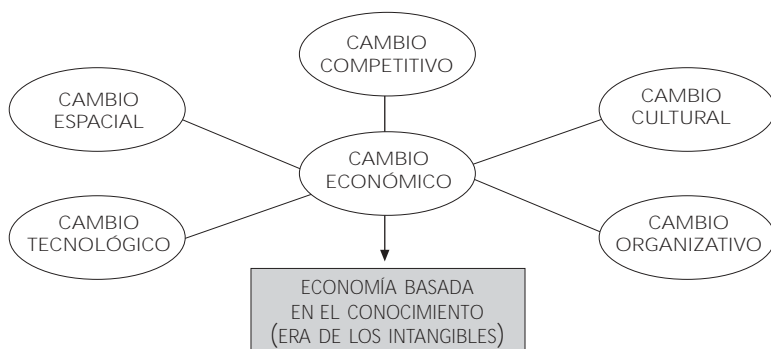 CAMBIO
COMPETITIVO
CAMBIO
ESPACIAL
CAMBIO
CULTURAL
CAMBIO
ECONÓMICO
CAMBIO
TECNOLÓGICO
CAMBIO
ORGANIZATIVO
ECONOMÍA BASADA
EN EL CONOCIMIENTO
(ERA DE LOS INTANGIBLES)